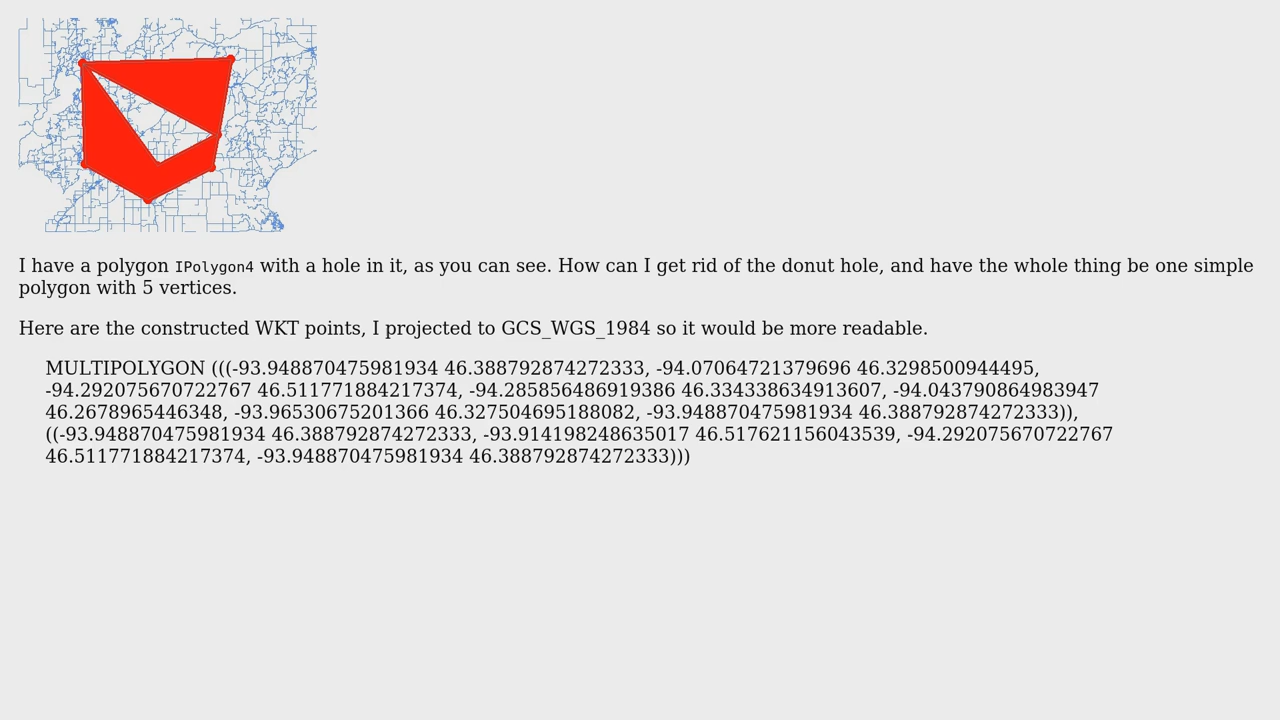 I have a polygon IPolygon4 with a hole in it, as you can see. How can I get rid of the donut hole, and have the whole thing be one simple
polygon with 5 vertices.
Here are the constructed WKT points, I projected to GCS_WGS_1984 so it would be more readable.
MULTIPOLYGON (((-93.948870475981934 46.388792874272333, -94.07064721379696 46.3298500944495,
-94.292075670722767 46.511771884217374, -94.285856486919386 46.334338634913607, -94.043790864983947
46.2678965446348, -93.96530675201366 46.327504695188082, -93.948870475981934 46.388792874272333)),
((-93.948870475981934 46.388792874272333, -93.914198248635017 46.517621156043539, -94.292075670722767
46.511771884217374, -93.948870475981934 46.388792874272333)))